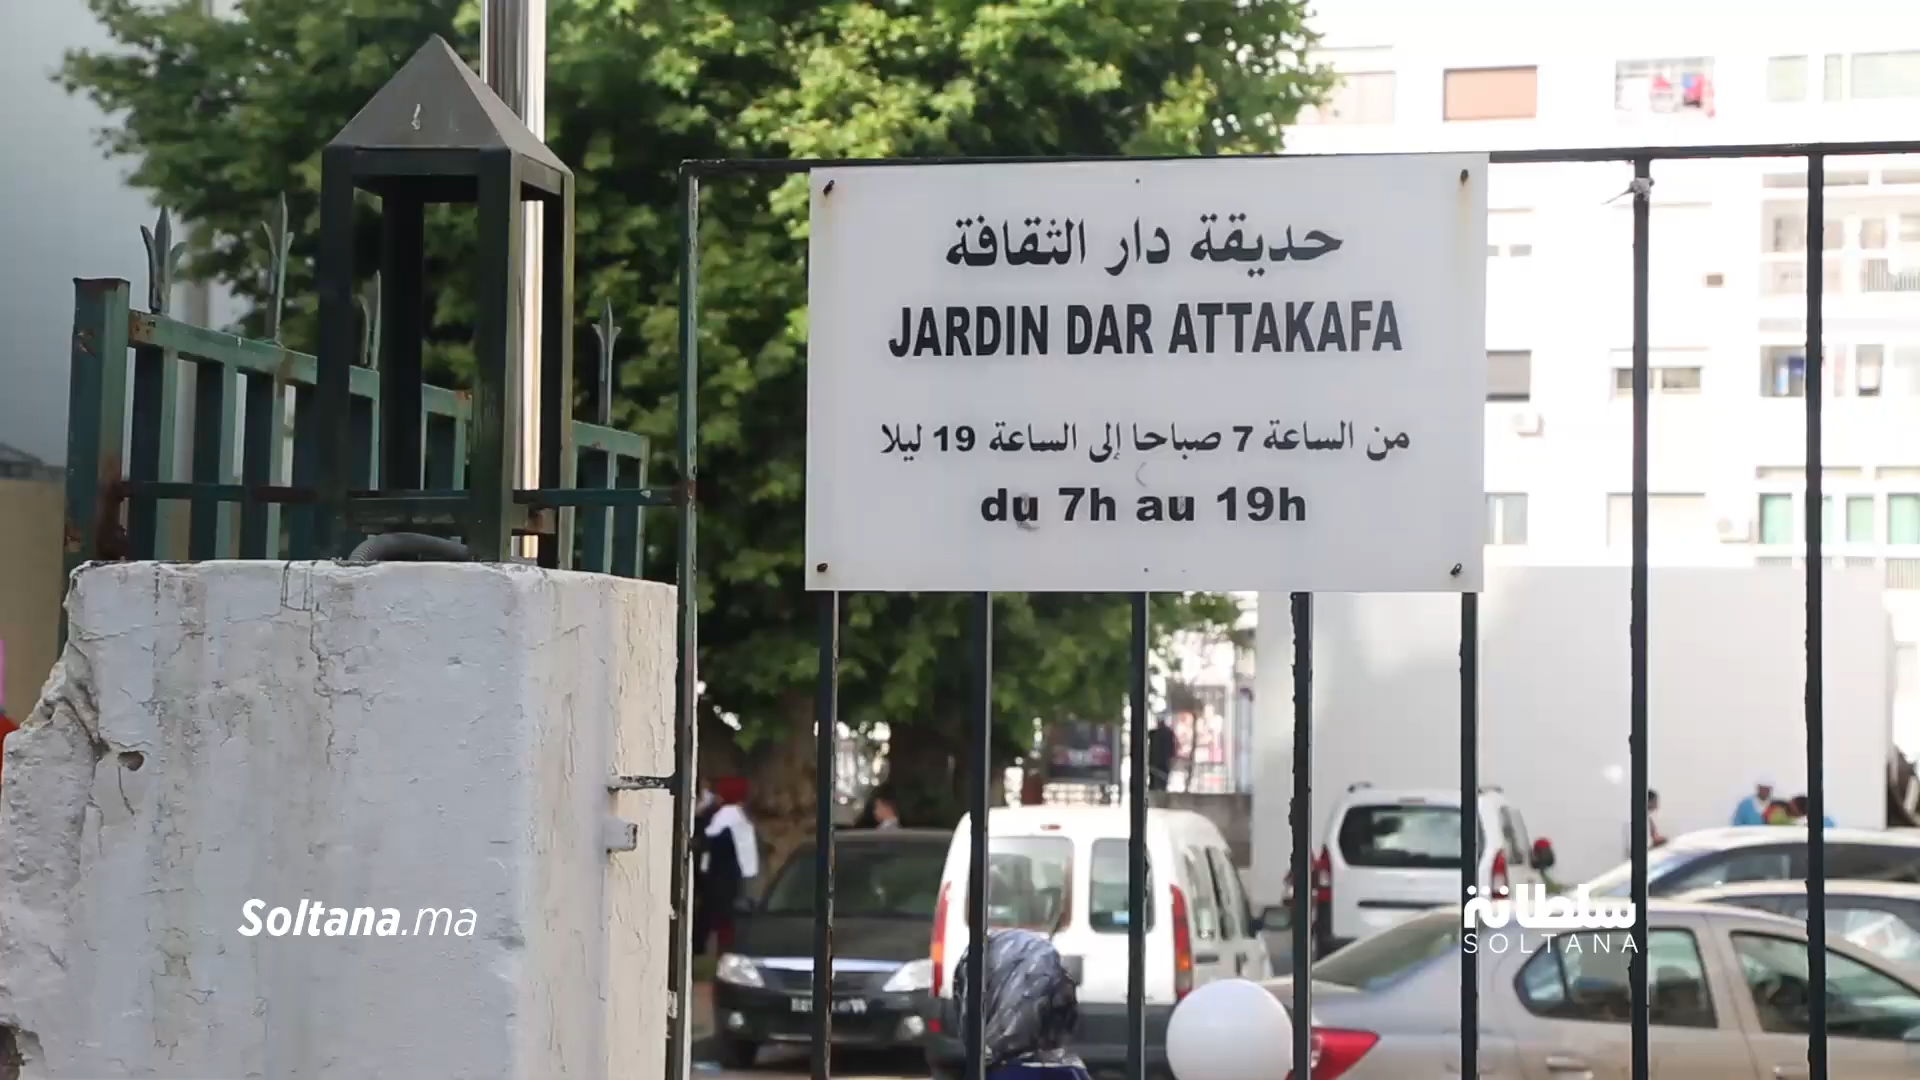 حديقة دار الثقافة
JARDIN DAR ATTAKAFA
من الساعة 7 صباحا إلى الساعة 19 ليلا
du 7h au 19h
Soltana.ma
سلطانة
SOLTANA